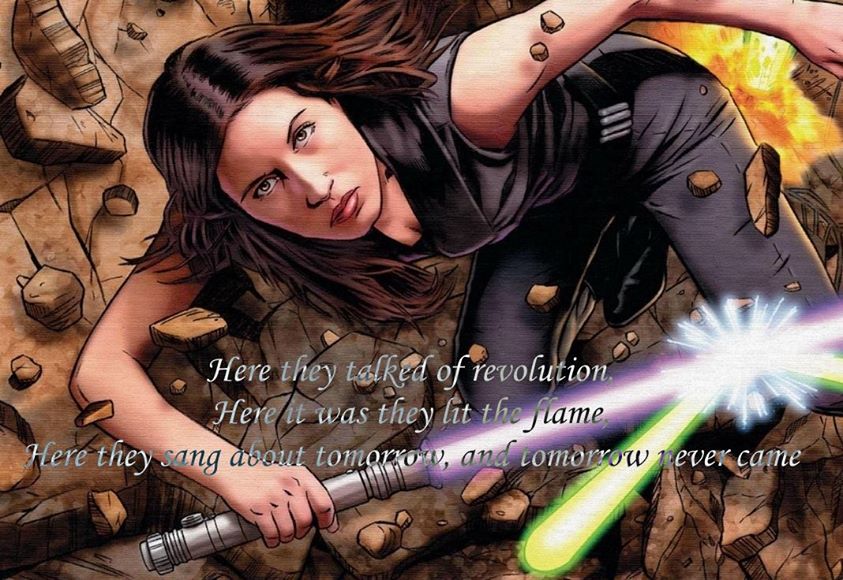 Here they talked of revolution.
Here it was they lit the flame,
Here they sang about tomorrow, and tomorrow never came